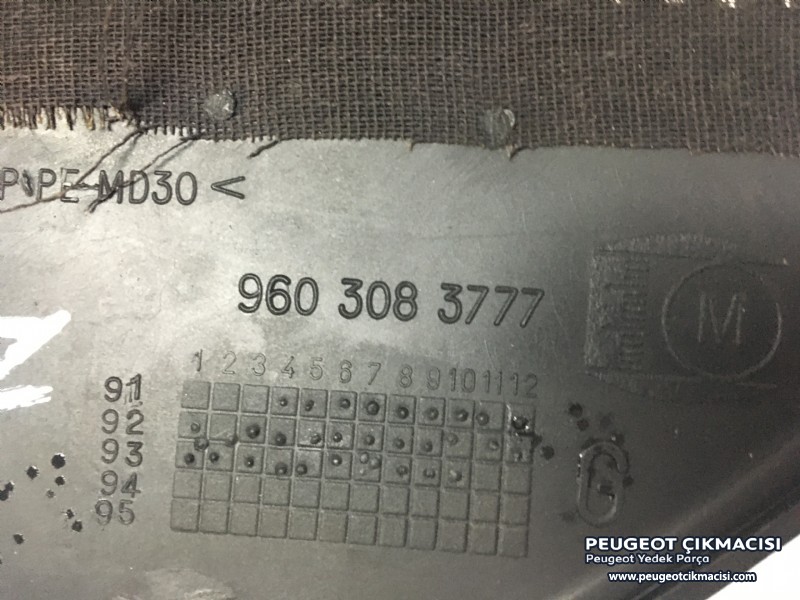 PPE-MD30 <
960 308 3777
1 2 3 4 5 6 7 8 9 10 11 12
91
92
93
94
95
M
PEUGEOT ÇIKMACISI
Peugeot Yedek Parça
www.peugeotcikmacisi.com